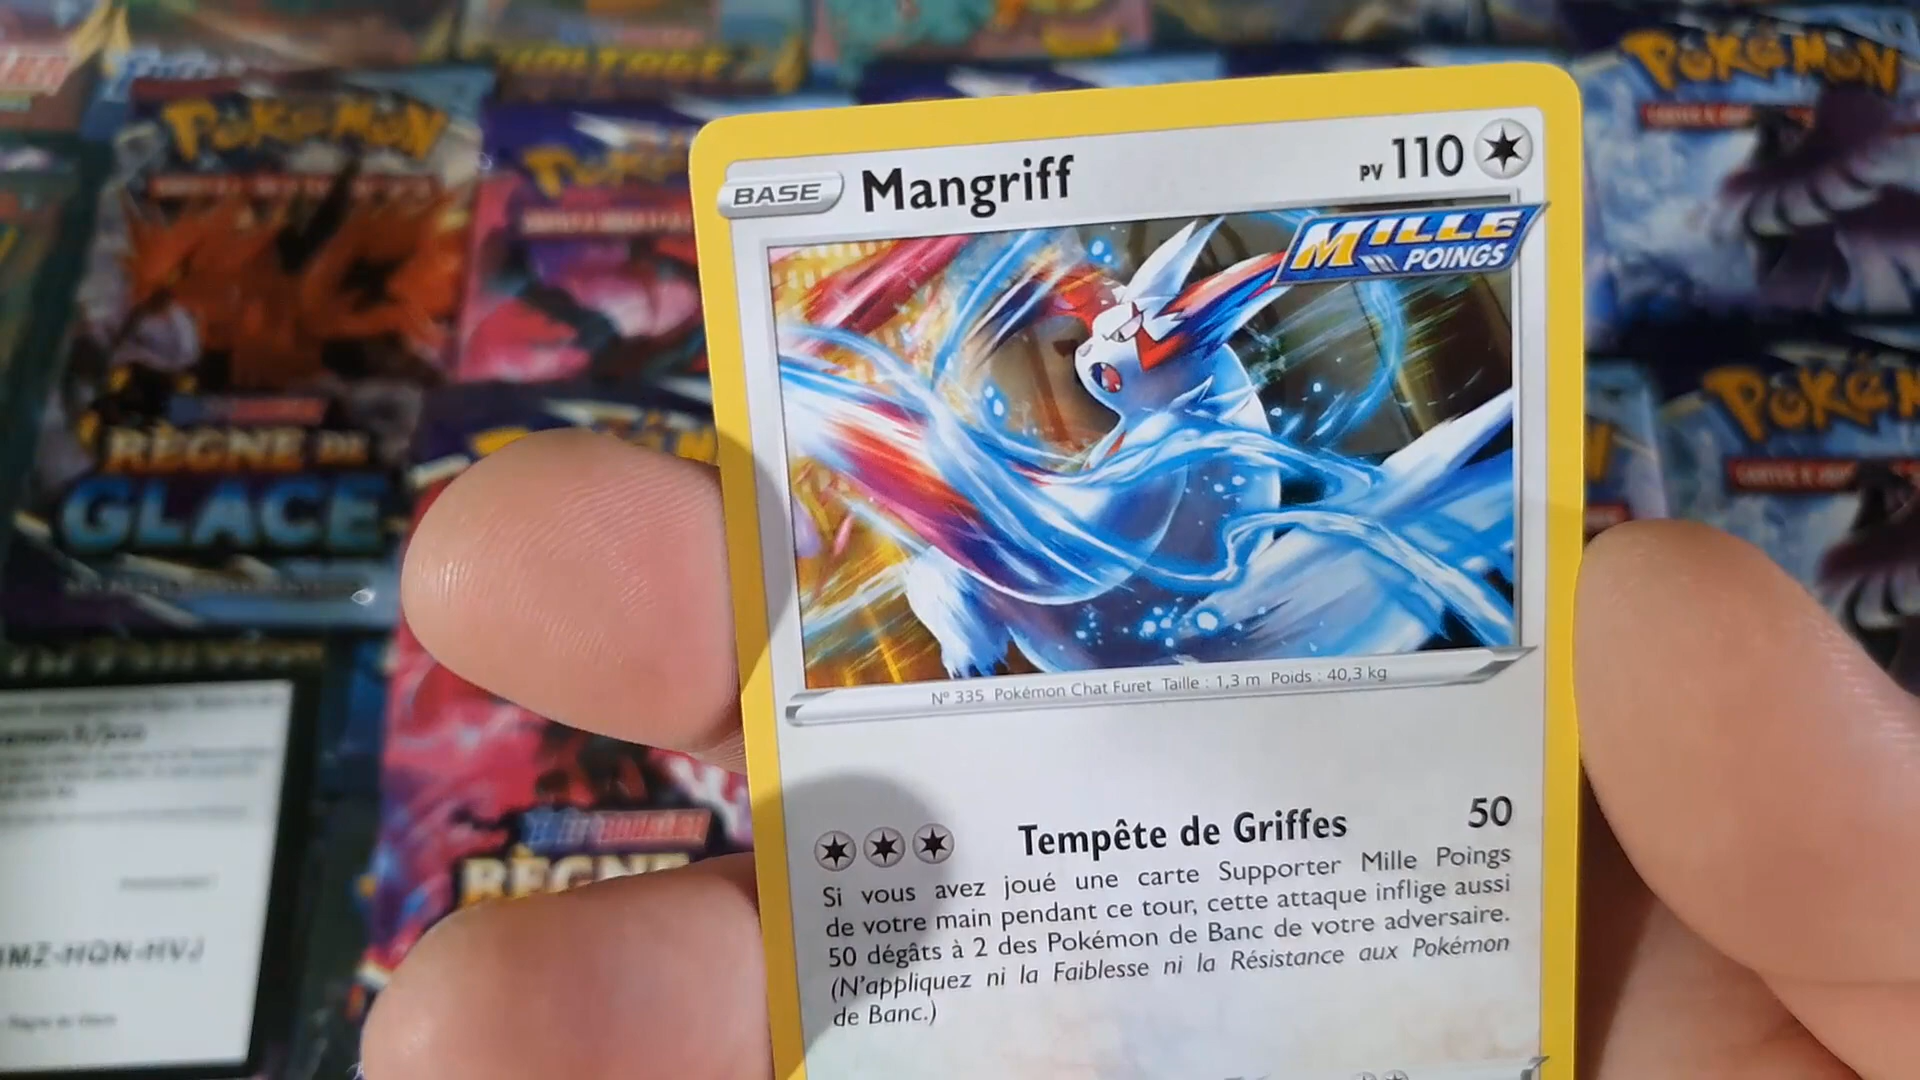 VOLTAGE
POKÉMON
POKÉMON
RÈGNE DE
GLACE
POKÉM
RÈGNE
BASE
Mangriff
PV 110
MILLE
POINGS
N° 335 Pokémon Chat Furet Taille : 1,3 m Poids : 40,3 kg
Tempête de Griffes 50
Si vous avez joué une carte Supporter Mille Poings
de votre main pendant ce tour, cette attaque inflige aussi
50 dégâts à 2 des Pokémon de Banc de votre adversaire.
(N'appliquez ni la Faiblesse ni la Résistance aux Pokémon
de Banc.)